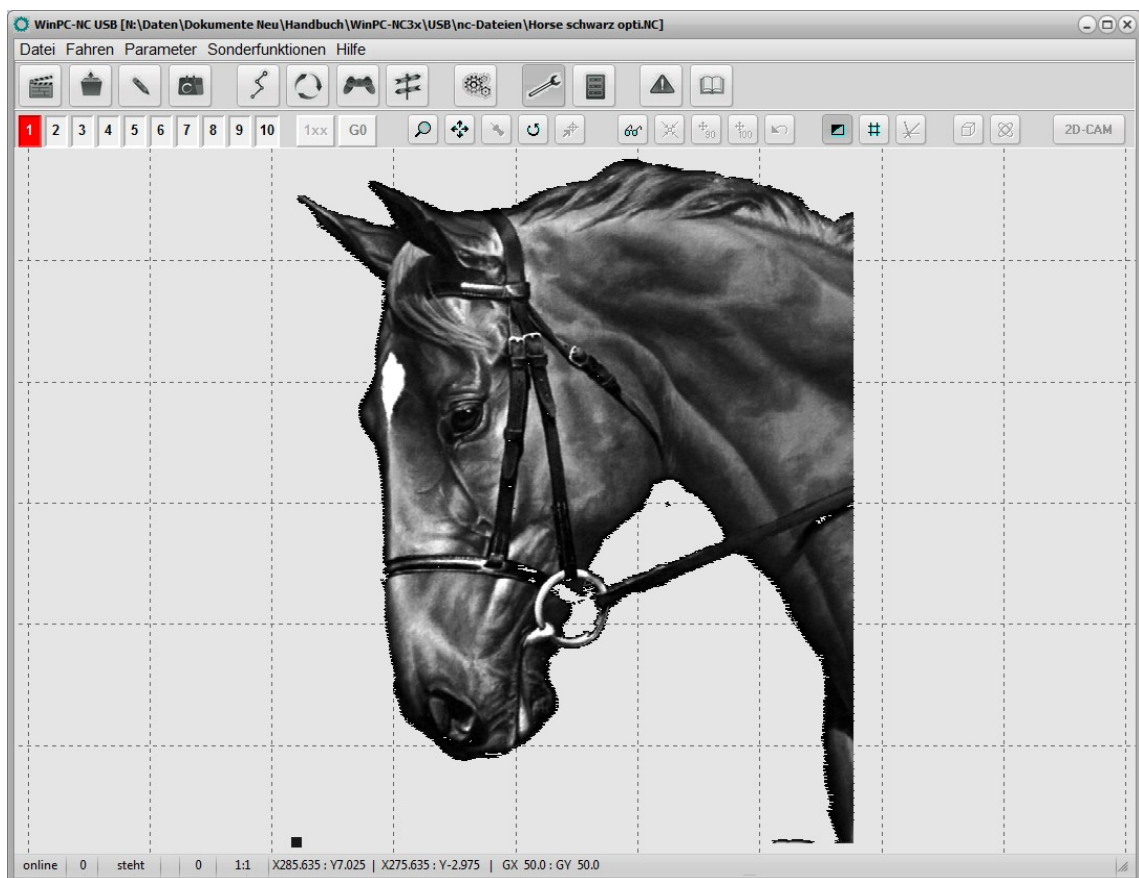 WinPC-NC USB [N:\Daten\Dokumente Neu\Handbuch\WinPC-NC3x\USB\nc-Dateien\Horse schwarz opti.NC]
Datei Fahren Parameter Sonderfunktionen Hilfe
1 2 3 4 5 6 7 8 9 10 1xx G0 90 100 2D-CAM
online 0 steht 0 1:1 X285.635 : Y7.025 | X275.635 : Y-2.975 | GX 50.0 : GY 50.0